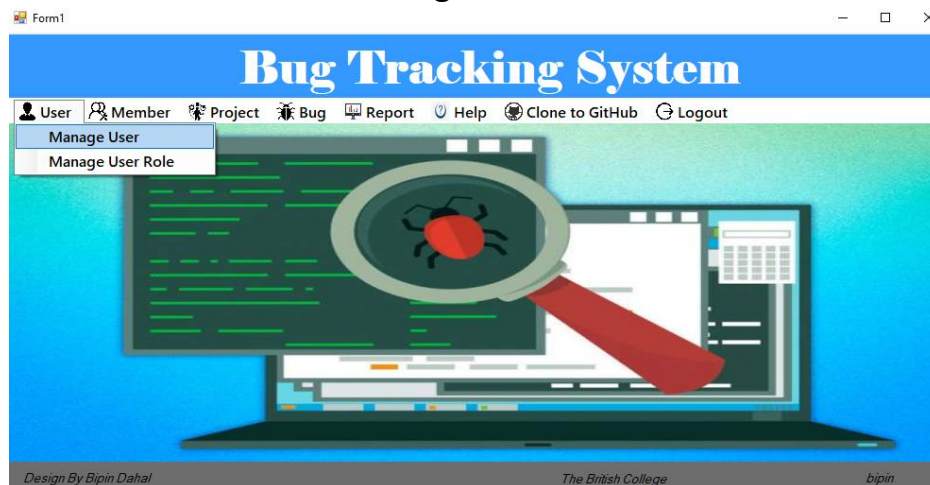 Form1
Bug Tracking System
User Member Project Bug Report Help Clone to GitHub Logout
Manage User
Manage User Role
Design By Bipin Dahal The British College bipin